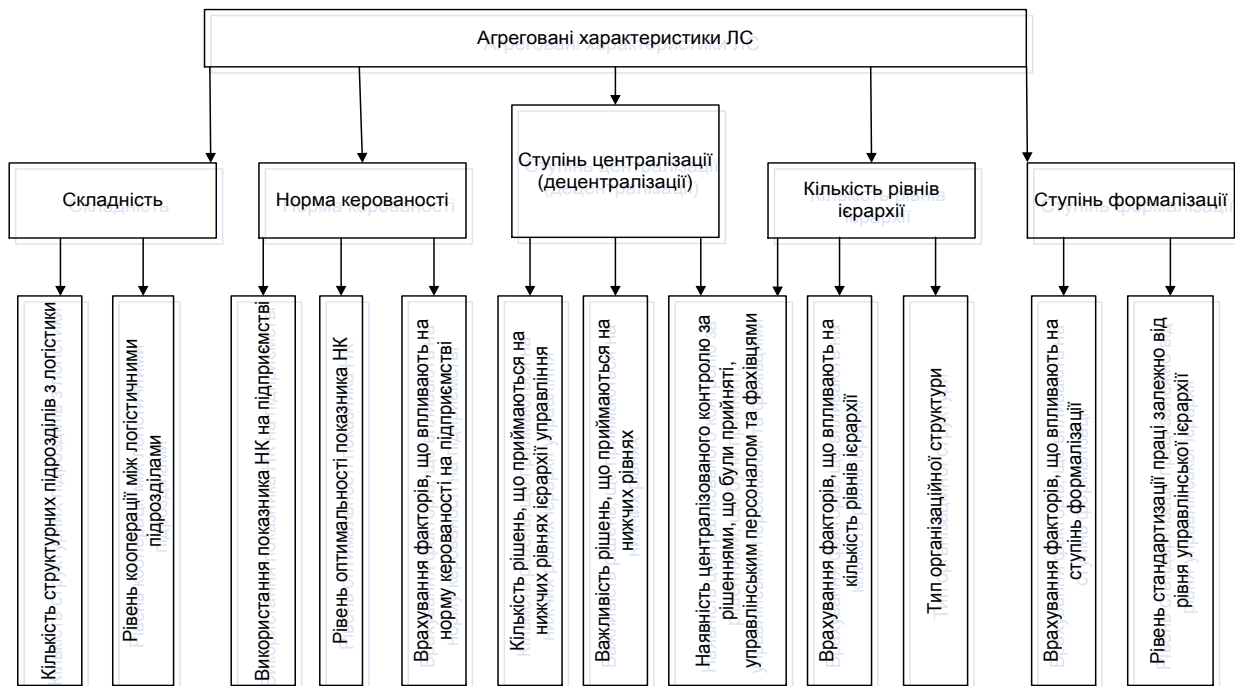 Агреговані характеристики ЛС
Складність
Норма керованості
Ступінь централізації
(децентралізації)
Кількість рівнів
ієрархії
Ступінь формалізації
Кількість структурних підрозділів з логістики
Рівень кооперації між логістичними
підрозділами
Використання показника НК на підприємстві
Рівень оптимальності показника НК
Врахування факторів, що впливають на
норму керованості на підприємстві
Кількість рішень, що приймаються на
нижчих рівнях ієрархії управління
Важливість рішень, що приймаються на
нижчих рівнях
Наявність централізованого контролю за
рішеннями, що були прийняті,
управлінським персоналом та фахівцями
Врахування факторів, що впливають на
кількість рівнів ієрархії
Тип організаційної структури
Врахування факторів, що впливають на
ступінь формалізації
Рівень стандартизації праці залежно від
рівня управлінської ієрархії